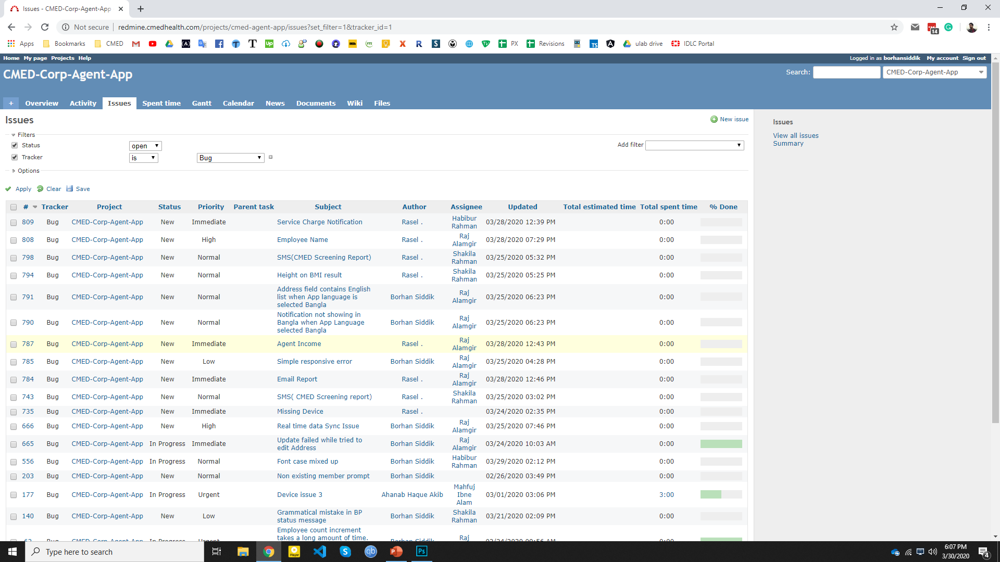 Issues - CMED-Corp-Agent-App
Not secure | redmine.cmedhealth.com/projects/cmed-agent-app/issues?set_filter=1&tracker_id=1
14
Apps Bookmarks CMED PX Revisions ulab drive IDLC Portal
Home My page Projects Help Logged in as borhansiddik My account Sign out
CMED-Corp-Agent-App Search: CMED-Corp-Agent-App
+ Overview Activity Issues Spent time Gantt Calendar News Documents Wiki Files
Issues New issue
Issues
View all issues
Summary
Filters
Status open Add filter
Tracker is Bug
Options
Apply Clear Save
# Tracker Project Status Priority Parent task Subject Author Assignee Updated Total estimated time Total spent time % Done
809 Bug CMED-Corp-Agent-App New Immediate Service Charge Notification Rasel . Habibur Rahman 03/28/2020 12:39 PM 0:00
808 Bug CMED-Corp-Agent-App New High Employee Name Rasel . Raj Alamgir 03/28/2020 07:29 PM 0:00
798 Bug CMED-Corp-Agent-App New Normal SMS(CMED Screening Report) Rasel . Shakila Rahman 03/25/2020 05:32 PM 0:00
794 Bug CMED-Corp-Agent-App New Normal Height on BMI result Rasel . Shakila Rahman 03/25/2020 05:25 PM 0:00
791 Bug CMED-Corp-Agent-App New Normal Address field contains English list when App language is selected Bangla Borhan Siddik Raj Alamgir 03/25/2020 06:23 PM 0:00
790 Bug CMED-Corp-Agent-App New Normal Notification not showing in Bangla when App Language selected Bangla Borhan Siddik Raj Alamgir 03/25/2020 06:23 PM 0:00
787 Bug CMED-Corp-Agent-App New Immediate Agent Income Rasel . Raj Alamgir 03/28/2020 12:43 PM 0:00
785 Bug CMED-Corp-Agent-App New Low Simple responsive error Borhan Siddik Raj Alamgir 03/25/2020 04:28 PM 0:00
784 Bug CMED-Corp-Agent-App New Immediate Email Report Rasel . Raj Alamgir 03/28/2020 12:46 PM 0:00
743 Bug CMED-Corp-Agent-App New Normal SMS( CMED Screening report) Rasel . Shakila Rahman 03/25/2020 03:02 PM 0:00
735 Bug CMED-Corp-Agent-App New Immediate Missing Device Rasel . 03/24/2020 02:35 PM 0:00
666 Bug CMED-Corp-Agent-App New High Real time data Sync Issue Borhan Siddik Raj Alamgir 03/25/2020 07:46 PM 0:00
665 Bug CMED-Corp-Agent-App In Progress Immediate Update failed while tried to edit Address Borhan Siddik Raj Alamgir 03/24/2020 10:03 AM 0:00
556 Bug CMED-Corp-Agent-App In Progress Normal Font case mixed up Borhan Siddik Habibur Rahman 03/29/2020 02:12 PM 0:00
203 Bug CMED-Corp-Agent-App New Normal Non existing member prompt Borhan Siddik 02/26/2020 03:49 PM 0:00
177 Bug CMED-Corp-Agent-App In Progress Urgent Device issue 3 Ahanab Haque Akib Mahfuj Ibne Alam 03/01/2020 03:06 PM 3:00
140 Bug CMED-Corp-Agent-App New Low Grammatical mistake in BP status message Borhan Siddik Shakila Rahman 03/21/2020 02:09 PM 0:00
Employee count increment takes a long amount of time. Raj
Type here to search
6:07 PM
3/30/2020
4